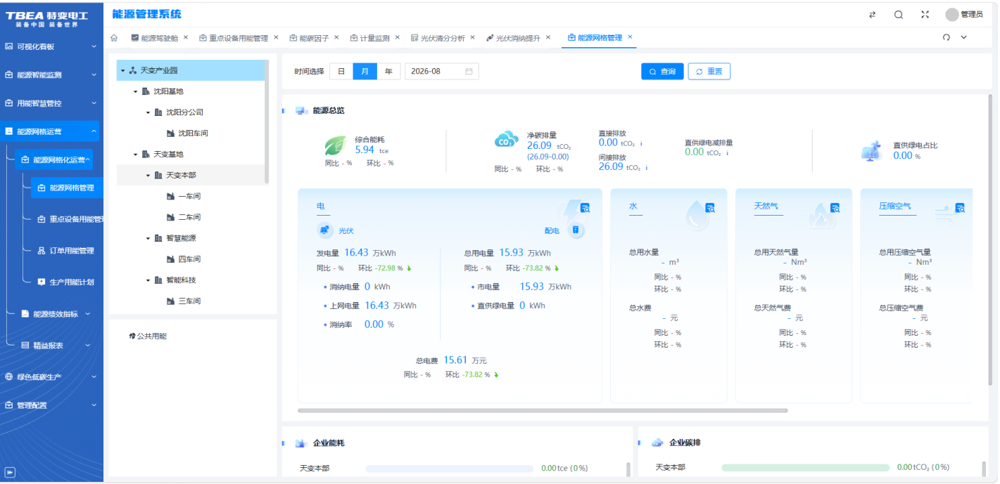 TBEA 特变电工
装备中国 装备世界
能源管理系统
管理员
能源驾驶舱 ×
重点设备用能管理 ×
能碳因子 ×
计量监测 ×
光伏清分分析 ×
光伏消纳提升 ×
能源网格管理 ×
可视化看板
能源智能监测
用能智慧管控
能源网格运营
能源网格化运营
能源网格管理
重点设备用能管
订单用能管理
生产用能计划
能源绩效指标
精益报表
绿色低碳生产
管理配置
天变产业园
沈阳基地
沈阳分公司
沈阳车间
天变基地
天变本部
一车间
二车间
智慧能源
四车间
智能科技
三车间
公共用能
时间选择 日 月 年 2026-08 查询 重置
能源总览
综合能耗
5.94 tce
同比 - % 环比 - %
CO₂
净碳排量
26.09 tCO₂
(26.09-0.00)
同比 - % 环比 - %
直接排放
0.00 tCO₂ i
间接排放
26.09 tCO₂ i
直供绿电减排量
0.00 tCO₂ i
直供绿电占比
0.00 %
电
光伏
发电量 16.43 万kWh
同比 - % 环比 -72.98 %
• 消纳电量 0 kWh
• 上网电量 16.43 万kWh
• 消纳率 0.00 %
配电
总用电量 15.93 万kWh
同比 - % 环比 -73.82 %
• 市电量 15.93 万kWh
• 直供绿电量 0 kWh
总电费 15.61 万元
同比 - % 环比 -73.82 %
水
总用水量
- m³
同比 - %
环比 - %
总水费
- 元
同比 - %
环比 - %
天然气
总用天然气量
- Nm³
同比 - %
环比 - %
总天然气费
- 元
同比 - %
环比 - %
压缩空气
总用压缩空气量
- Nm³
同比 - %
环比 - %
总压缩空气费
- 元
同比 - %
环比 - %
企业能耗
天变本部 0.00 tce (0%)
企业碳排
天变本部 0.00 tCO₂ (0%)